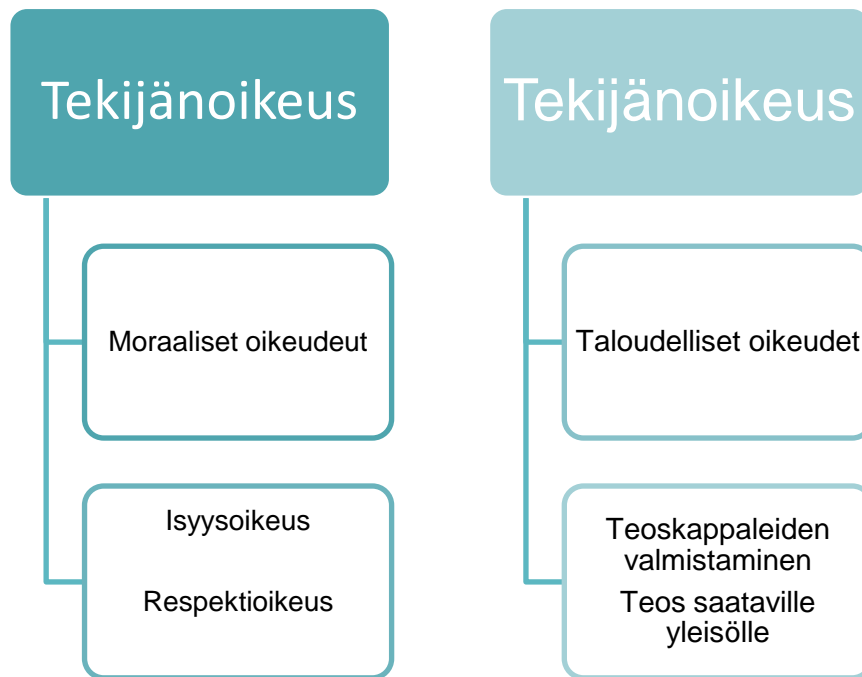 Tekijänoikeus
Moraaliset oikeudeut
Isyysoikeus
Respektioikeus
Tekijänoikeus
Taloudelliset oikeudet
Teoskappaleiden
valmistaminen
Teos saataville
yleisölle